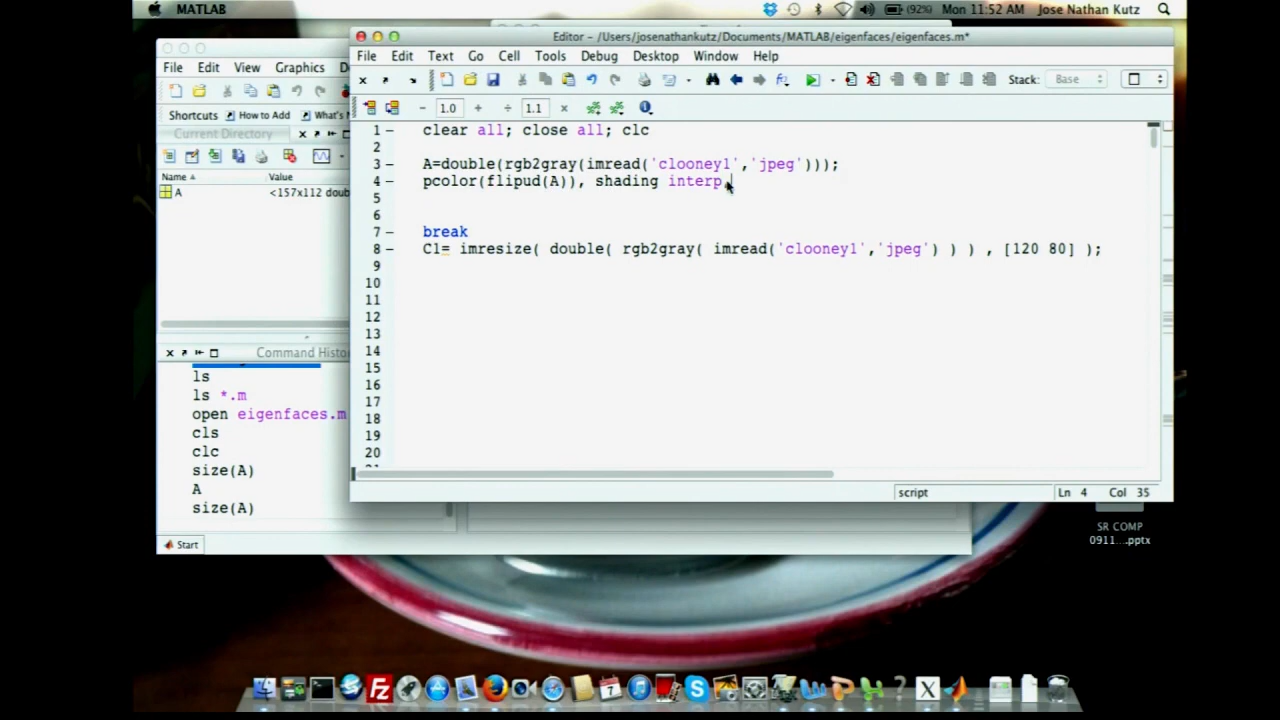 MATLAB
(92%) Mon 11:52 AM Jose Nathan Kutz
Editor – /Users/josenathankutz/Documents/MATLAB/eigenfaces/eigenfaces.m*
File Edit View Graphics
File Edit Text Go Cell Tools Debug Desktop Window Help
Stack: Base
Shortcuts How to Add What's
1.0 1.1
Current Directory
Name Value
A <157x112 doub
1 – clear all; close all; clc
2
3 – A=double(rgb2gray(imread('clooney1','jpeg')));
4 – pcolor(flipud(A)), shading interp,
5
6
7 – break
8 – C1= imresize( double( rgb2gray( imread('clooney1','jpeg') ) ) , [120 80] );
9
10
11
12
13
14
15
16
17
18
19
20
Command Histo
ls
ls *.m
open eigenfaces.m
cls
clc
size(A)
A
size(A)
script Ln 4 Col 35
Start
SR COMP
0911....pptx